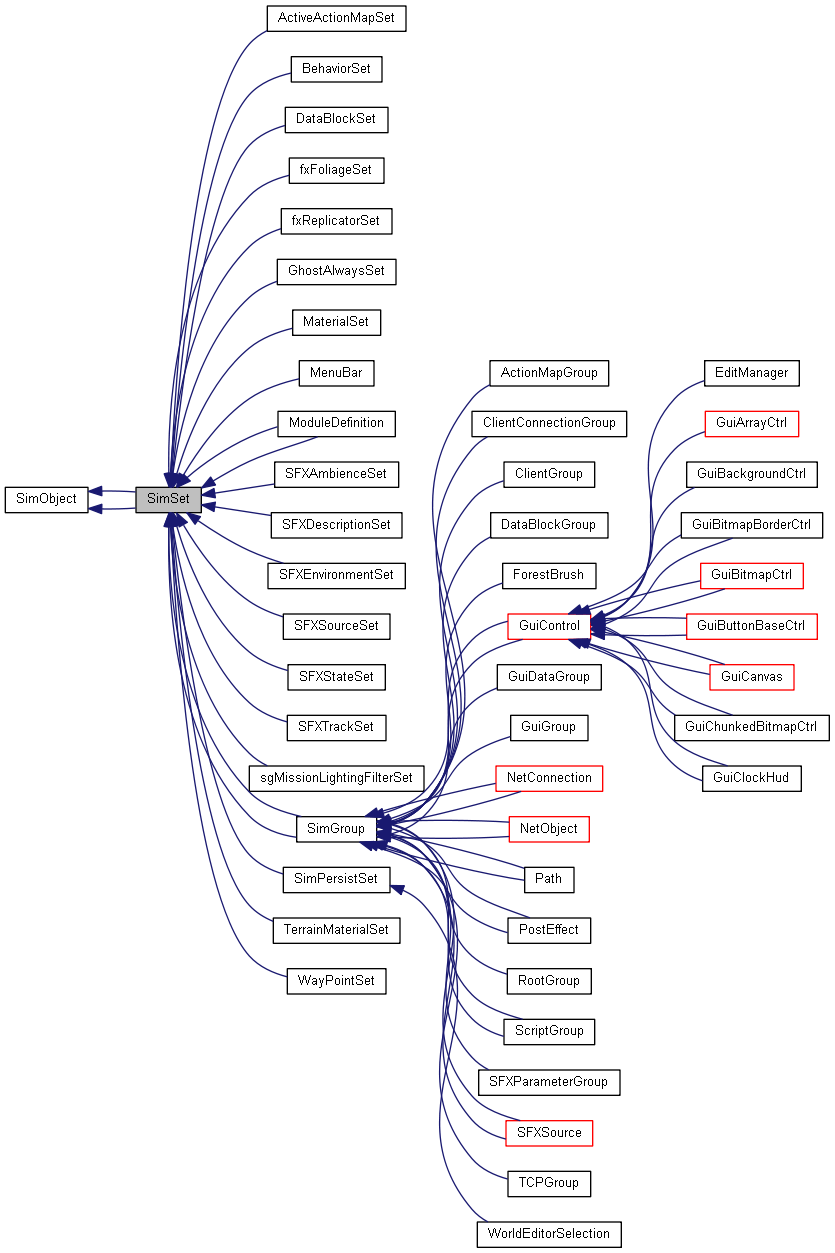 SimObject
SimSet
ActiveActionMapSet
BehaviorSet
DataBlockSet
fxFoliageSet
fxReplicatorSet
GhostAlwaysSet
MaterialSet
MenuBar
ModuleDefinition
SFXAmbienceSet
SFXDescriptionSet
SFXEnvironmentSet
SFXSourceSet
SFXStateSet
SFXTrackSet
sgMissionLightingFilterSet
SimGroup
SimPersistSet
TerrainMaterialSet
WayPointSet
ActionMapGroup
ClientConnectionGroup
ClientGroup
DataBlockGroup
ForestBrush
GuiControl
GuiDataGroup
GuiGroup
NetConnection
NetObject
Path
PostEffect
RootGroup
ScriptGroup
SFXParameterGroup
SFXSource
TCPGroup
WorldEditorSelection
EditManager
GuiArrayCtrl
GuiBackgroundCtrl
GuiBitmapBorderCtrl
GuiBitmapCtrl
GuiButtonBaseCtrl
GuiCanvas
GuiChunkedBitmapCtrl
GuiClockHud